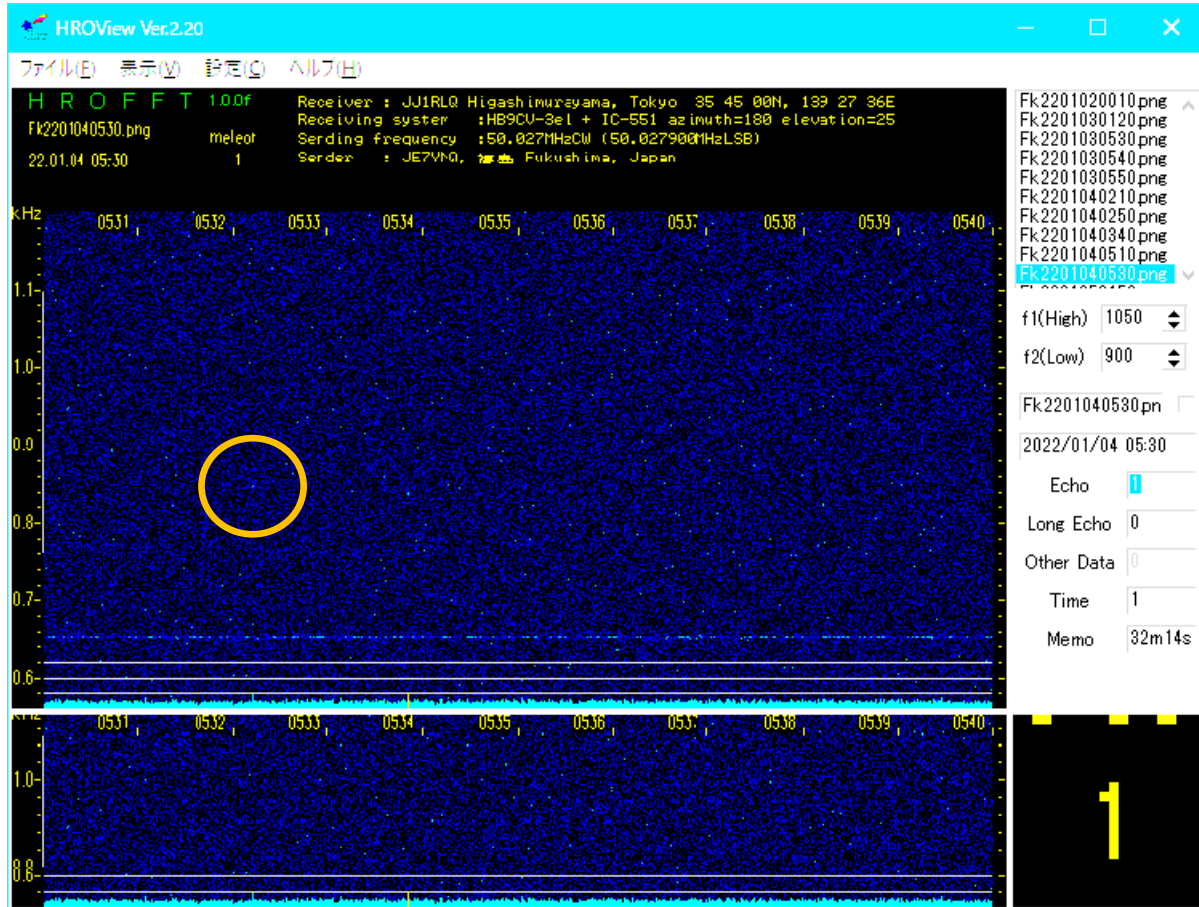 HROView Ver.2.20
ファイル(F) 表示(V) 設定(C) ヘルプ(H)
H R O F F T 1.0.0f
Fk2201040530.png meteor
22.01.04 05:30 1
Receiver : JJ1RLQ Higashimurayama, Tokyo 35 45 00N, 139 27 36E
Receiving system :HB9CV-3el + IC-551 azimuth=180 elevation=25
Serding frequency :50.027MHzCW (50.027900MHzLSB)
Serder : JE7VNQ, Fukushima, Japan
kHz 0531 0532 0533 0534 0535 0536 0537 0538 0539 0540
1.1
1.0
0.9
0.8
0.7
0.6
0531 0532 0533 0534 0535 0536 0537 0538 0539 0540
1.0
Fk2201020010.png
Fk2201030120.png
Fk2201030530.png
Fk2201030540.png
Fk2201030550.png
Fk2201040210.png
Fk2201040250.png
Fk2201040340.png
Fk2201040510.png
Fk2201040530.png
f1(High) 1050
f2(Low) 900
Fk2201040530.pn
2022/01/04 05:30
Echo 1
Long Echo 0
Other Data 0
Time 1
Memo 32m14s
1